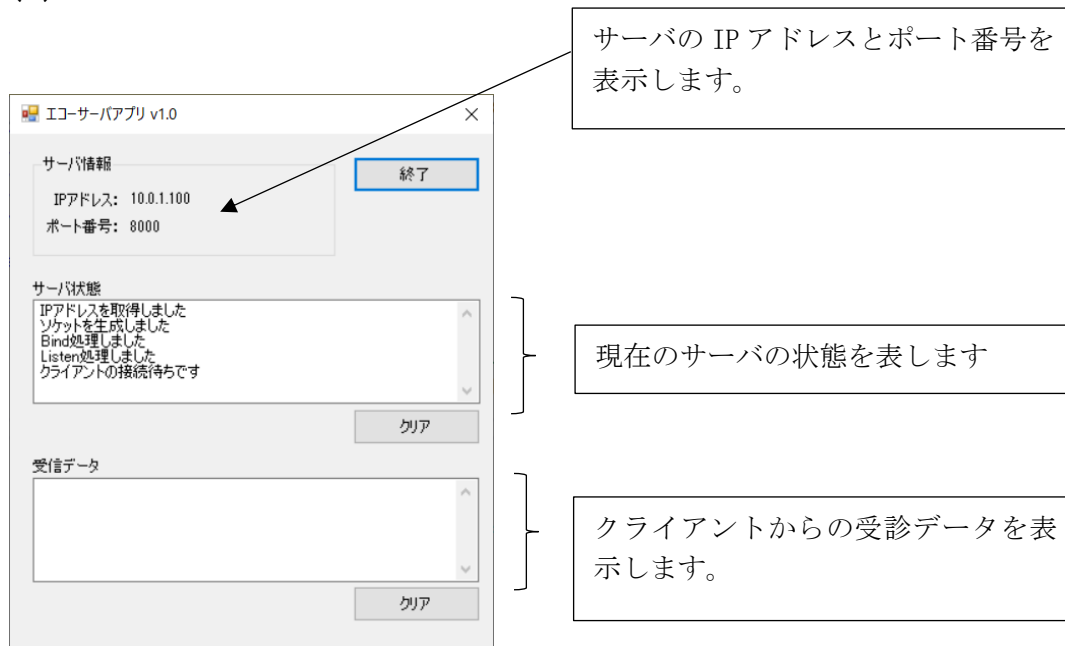 サーバの IP アドレスとポート番号を
表示します。
エコーサーバアプリ v1.0
サーバ情報
終了
IPアドレス: 10.0.1.100
ポート番号: 8000
サーバ状態
IPアドレスを取得しました
ソケットを生成しました
Bind処理しました
Listen処理しました
クライアントの接続待ちです
現在のサーバの状態を表します
クリア
受信データ
クライアントからの受診データを表
示します。
クリア